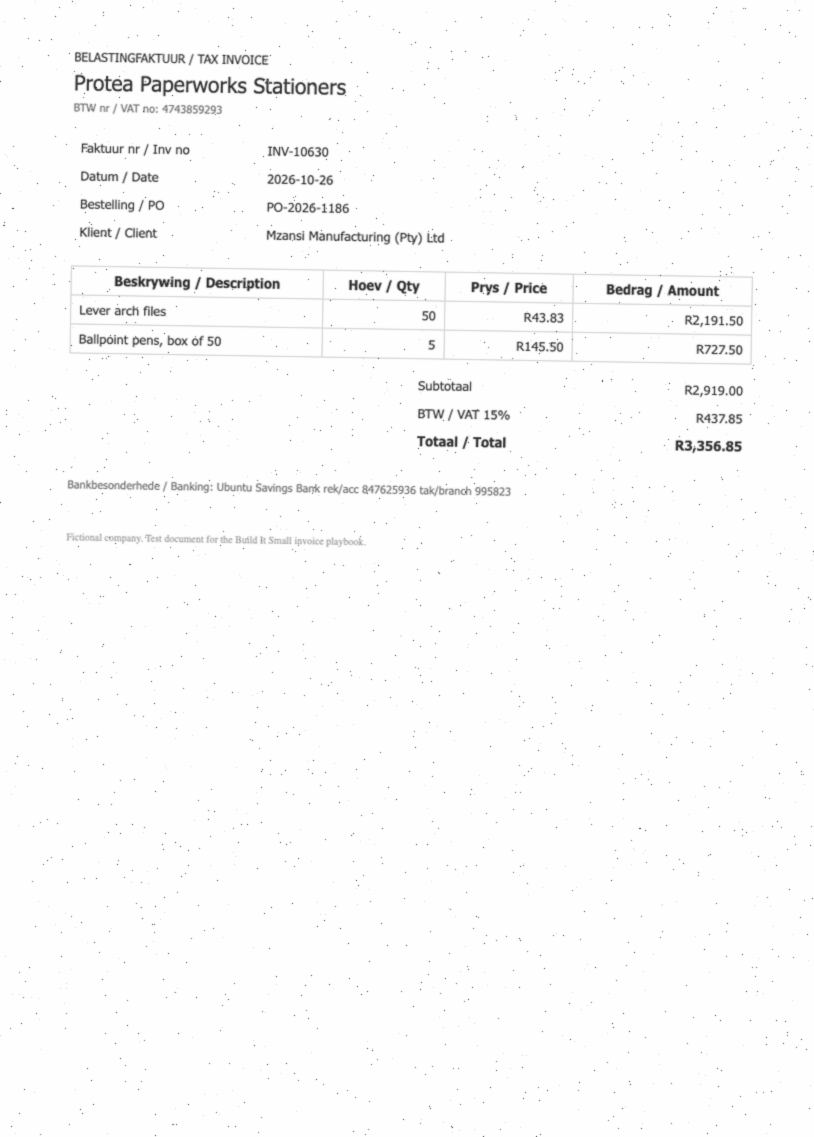 BELASTINGFAKTUUR / TAX INVOICE
Protea Paperworks Stationers
BTW nr / VAT no: 4743859293
Faktuur nr / Inv no INV-10630
Datum / Date 2026-10-26
Bestelling / PO PO-2026-1186
Klient / Client Mzansi Manufacturing (Pty) Ltd
Beskrywing / Description Hoev / Qty Prys / Price Bedrag / Amount
Lever arch files 50 R43.83 R2,191.50
Ballpoint pens, box of 50 5 R145.50 R727.50
Subtotaal R2,919.00
BTW / VAT 15% R437.85
Totaal / Total R3,356.85
Bankbesonderhede / Banking: Ubuntu Savings Bank rek/acc 847625936 tak/branch 995823
Fictional company. Test document for the Build It Small invoice playbook.